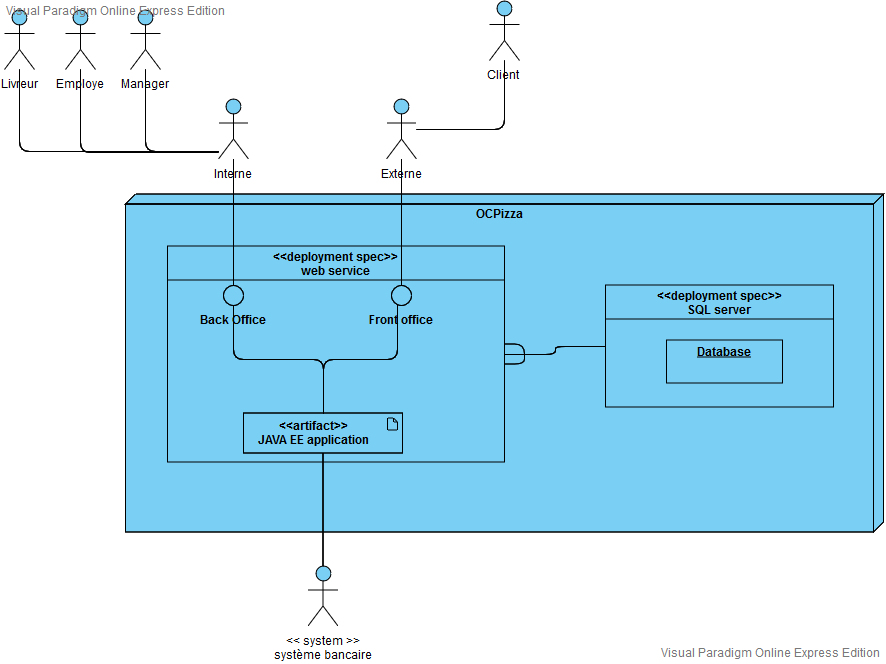 Visual Paradigm Online Express Edition
Livreur
Employe
Manager
Client
Interne
Externe
OCPizza
<<deployment spec>>
web service
Back Office
Front office
<<deployment spec>>
SQL server
Database
<<artifact>>
JAVA EE application
<< system >>
système bancaire
Visual Paradigm Online Express Edition